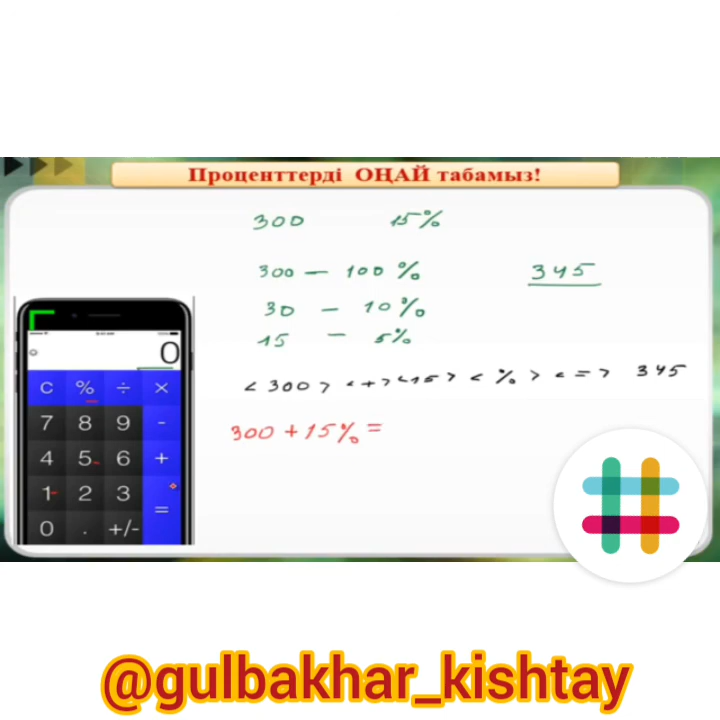 Проценттерді ОҢАЙ табамыз!
300 15%
300 — 100 % 345
30 — 10%
15 — 5%
< 300 > < + > < 15 > < % > < = > 345
300 + 15% =
0
C % ÷ ×
7 8 9 -
4 5 6 +
1 2 3
0 . +/- =
@gulbakhar_kishtay